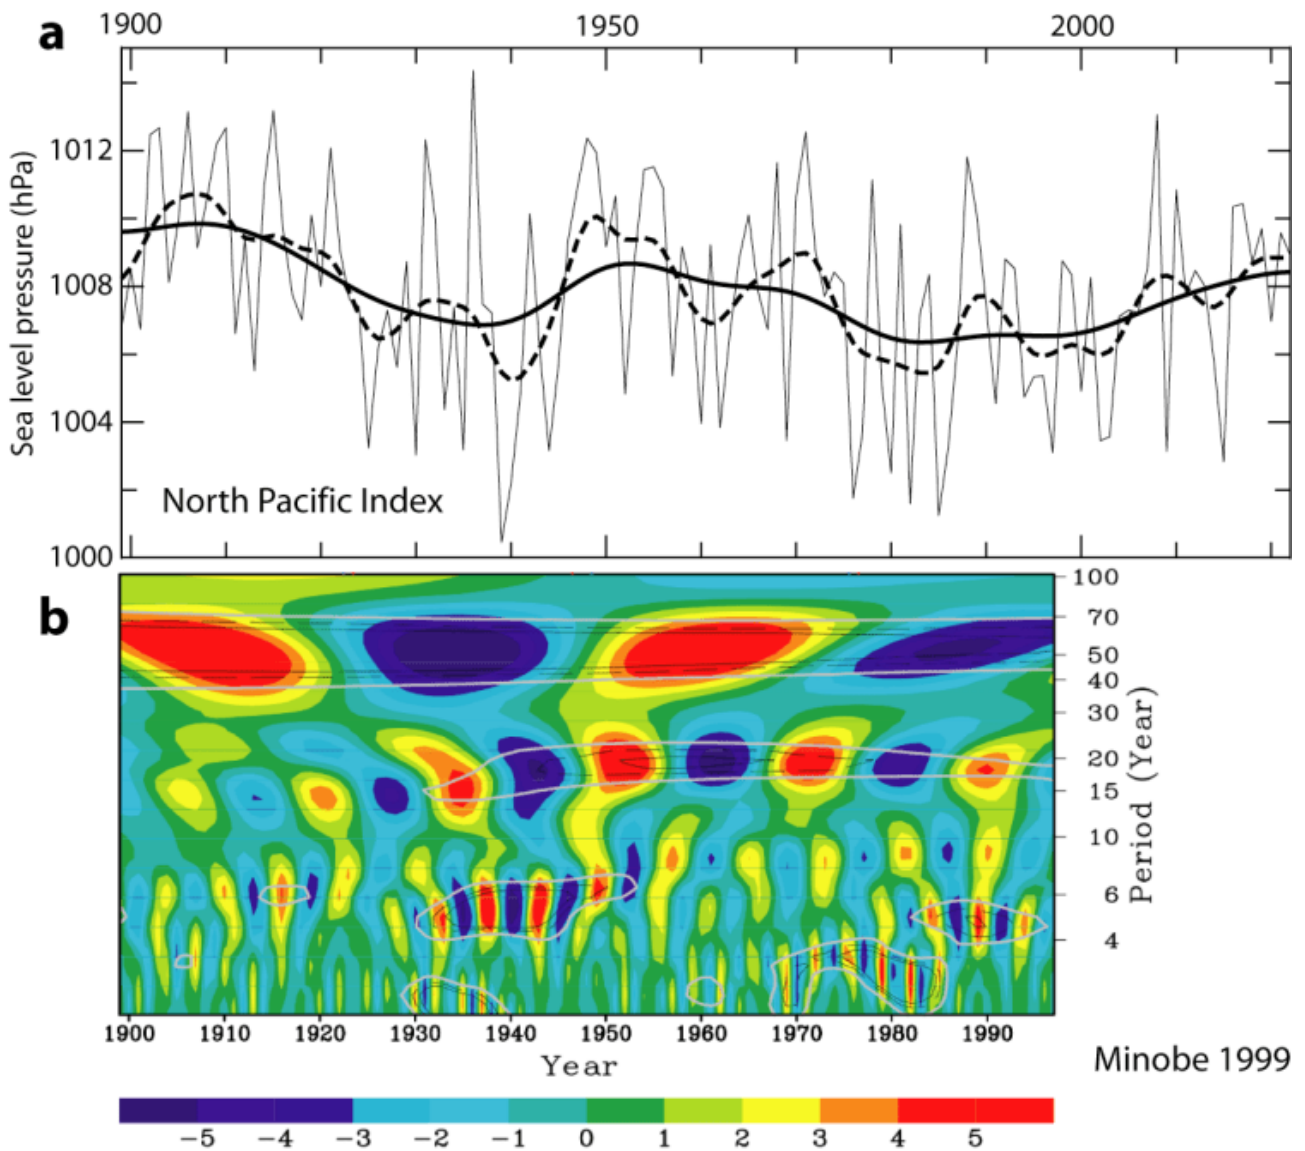 a
1900 1950 2000
1012
1008
1004
1000
Sea level pressure (hPa)
North Pacific Index
b
100
70
50
40
30
20
15
10
6
4
Period (Year)
1900 1910 1920 1930 1940 1950 1960 1970 1980 1990
Year
Minobe 1999
−5 −4 −3 −2 −1 0 1 2 3 4 5